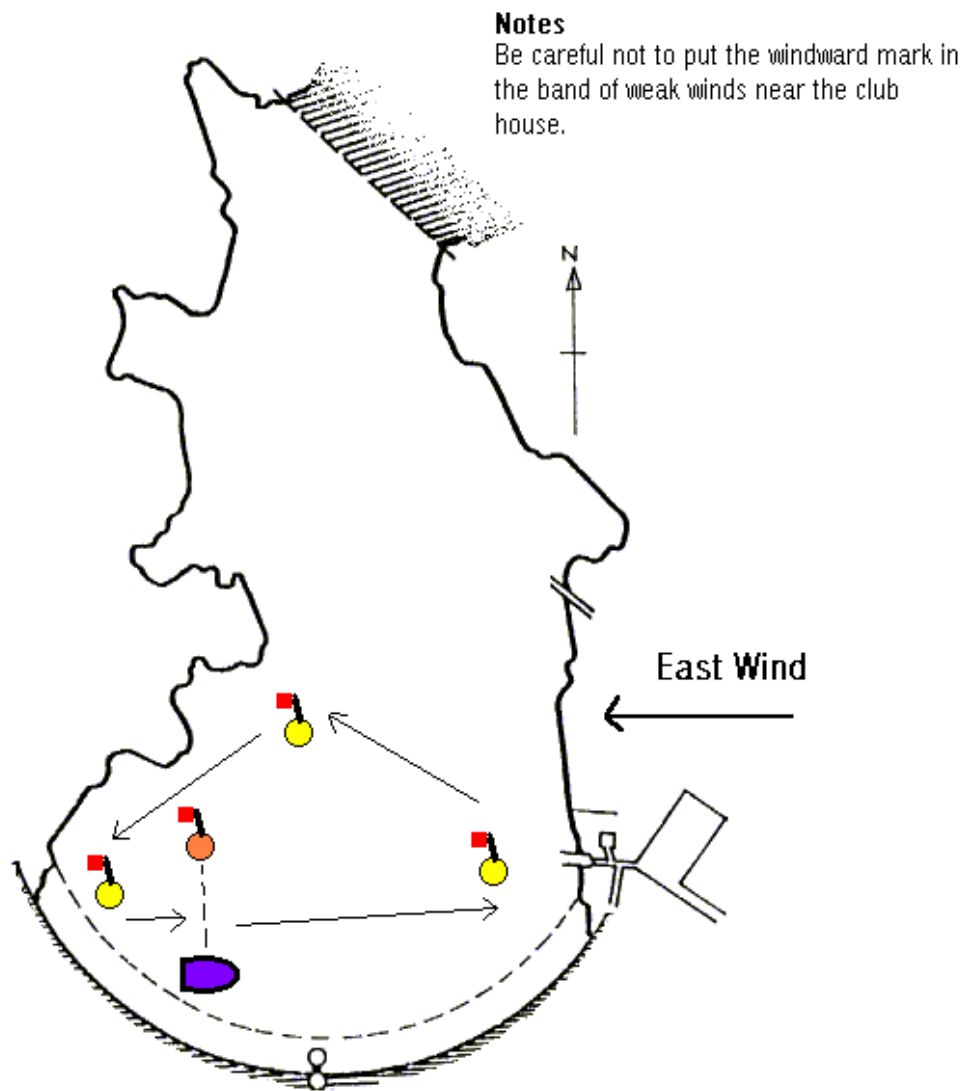 Notes
Be careful not to put the windward mark in
the band of weak winds near the club
house.
N
East Wind